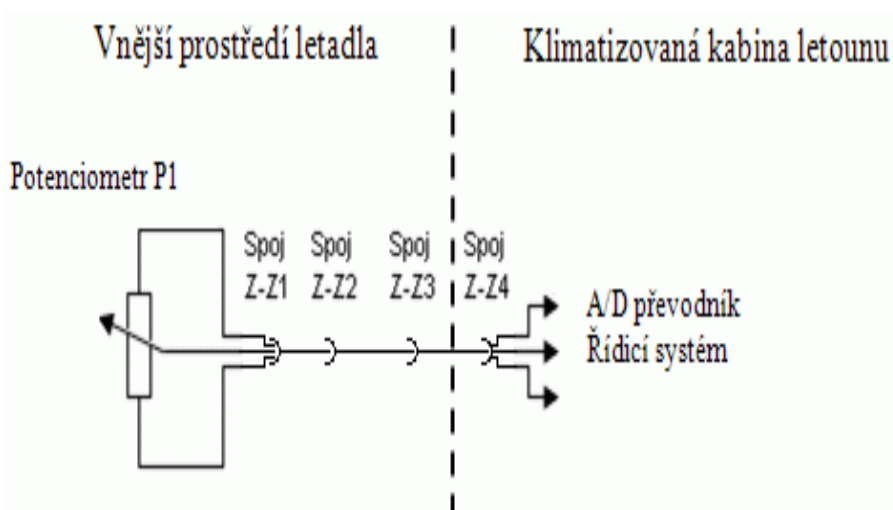 Vnější prostředí letadla
Klimatizovaná kabina letounu
Potenciometr P1
Spoj Spoj Spoj Spoj
Z-Z1 Z-Z2 Z-Z3 Z-Z4
A/D převodník
Řídicí systém